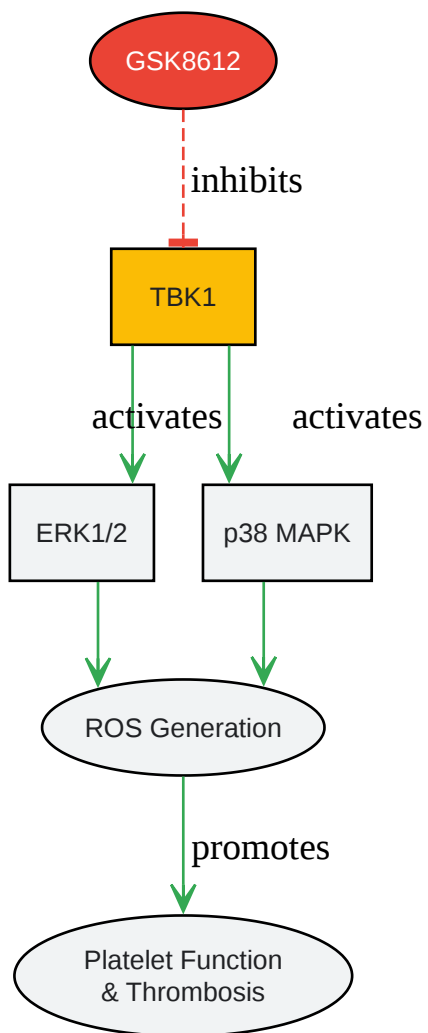 GSK8612
inhibits
TBK1
activates
activates
ERK1/2
p38 MAPK
ROS Generation
promotes
Platelet Function
& Thrombosis